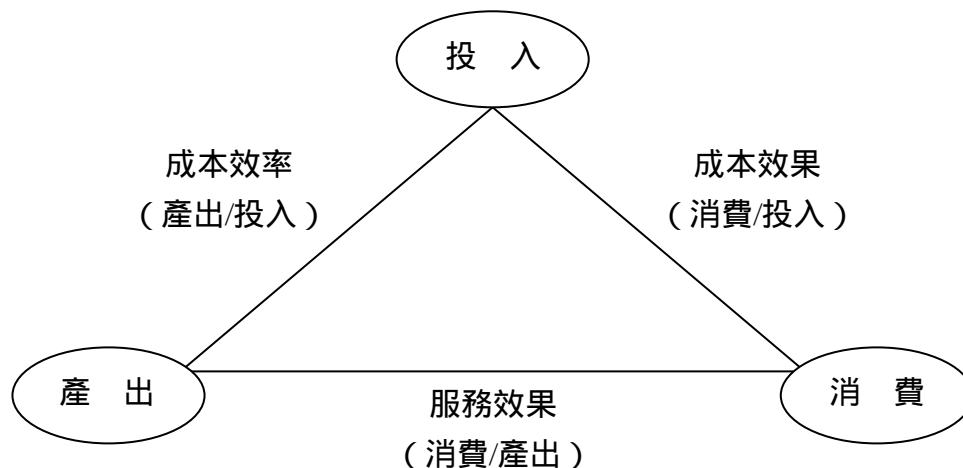 投 入
成本效率
（產出/投入）
成本效果
（消費/投入）
產 出
服務效果
（消費/產出）
消 費